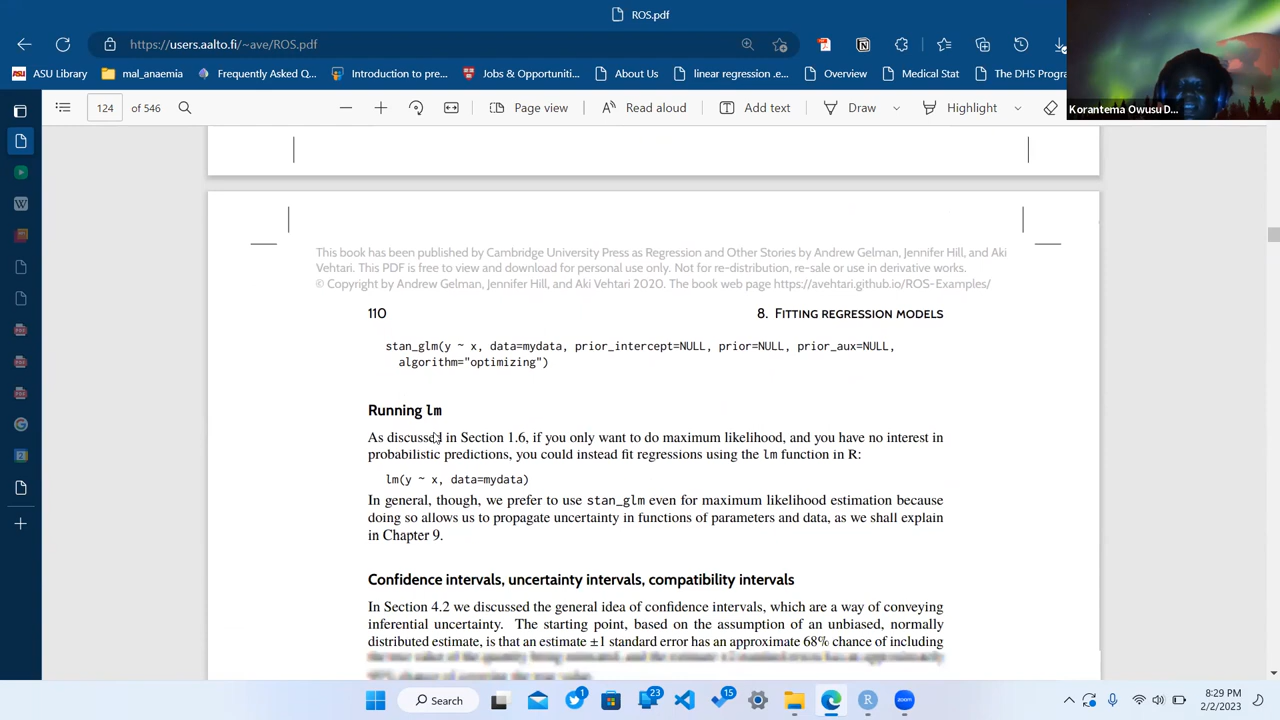 ROS.pdf
https://users.aalto.fi/~ave/ROS.pdf
ASU Library
mal_anaemia
Frequently Asked Q...
Introduction to pre...
Jobs & Opportuniti...
About Us
linear regression .e...
Overview
Medical Stat
The DHS Progra
Korantema Owusu D...
124 of 546
Page view
Read aloud
Add text
Draw
Highlight
This book has been published by Cambridge University Press as Regression and Other Stories by Andrew Gelman, Jennifer Hill, and Aki
Vehtari. This PDF is free to view and download for personal use only. Not for re-distribution, re-sale or use in derivative works.
© Copyright by Andrew Gelman, Jennifer Hill, and Aki Vehtari 2020. The book web page https://avehtari.github.io/ROS-Examples/
110 8. FITTING REGRESSION MODELS
stan_glm(y ~ x, data=mydata, prior_intercept=NULL, prior=NULL, prior_aux=NULL,
algorithm="optimizing")
Running lm
As discussed in Section 1.6, if you only want to do maximum likelihood, and you have no interest in
probabilistic predictions, you could instead fit regressions using the lm function in R:
lm(y ~ x, data=mydata)
In general, though, we prefer to use stan_glm even for maximum likelihood estimation because
doing so allows us to propagate uncertainty in functions of parameters and data, as we shall explain
in Chapter 9.
Confidence intervals, uncertainty intervals, compatibility intervals
In Section 4.2 we discussed the general idea of confidence intervals, which are a way of conveying
inferential uncertainty. The starting point, based on the assumption of an unbiased, normally
distributed estimate, is that an estimate ±1 standard error has an approximate 68% chance of including
Search
1
23
15
8:29 PM
2/2/2023